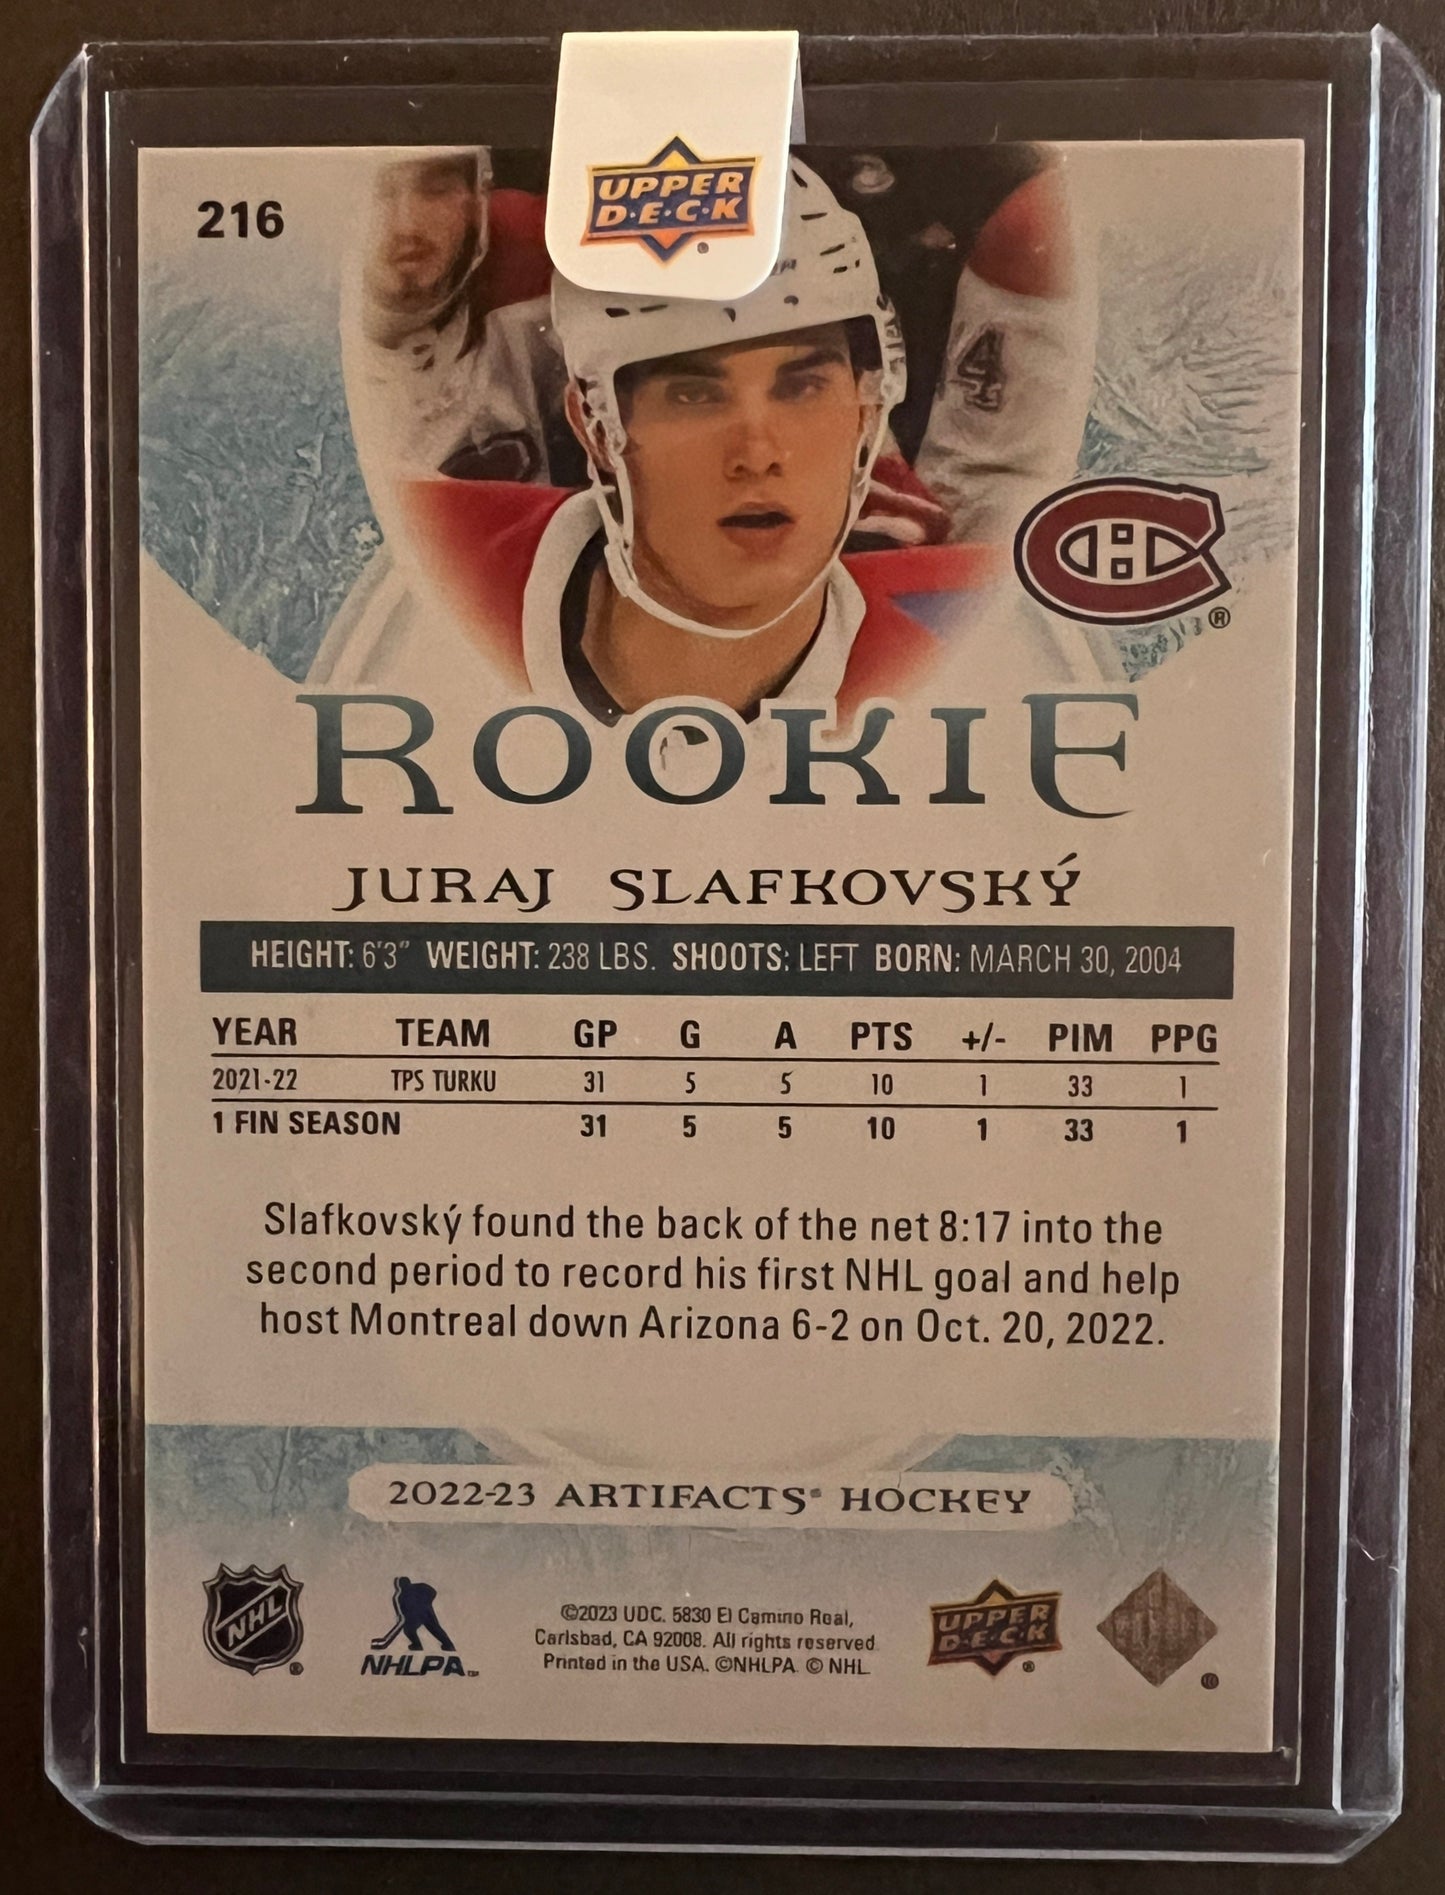 UPPER
D·E·C·K
216
4
®
ROOKIE
JURAJ SLAFKOVSKÝ
HEIGHT: 6'3" WEIGHT: 238 LBS. SHOOTS: LEFT BORN: MARCH 30, 2004
YEAR TEAM GP G A PTS +/- PIM PPG
2021-22 TPS TURKU 31 5 5 10 1 33 1
1 FIN SEASON 31 5 5 10 1 33 1
Slafkovský found the back of the net 8:17 into the
second period to record his first NHL goal and help
host Montreal down Arizona 6-2 on Oct. 20, 2022.
2022-23 ARTIFACTS® HOCKEY
NHL
NHLPA
©2023 UDC. 5830 El Camino Real,
Carlsbad, CA 92008. All rights reserved.
Printed in the USA. ©NHLPA © NHL
UPPER
D·E·C·K